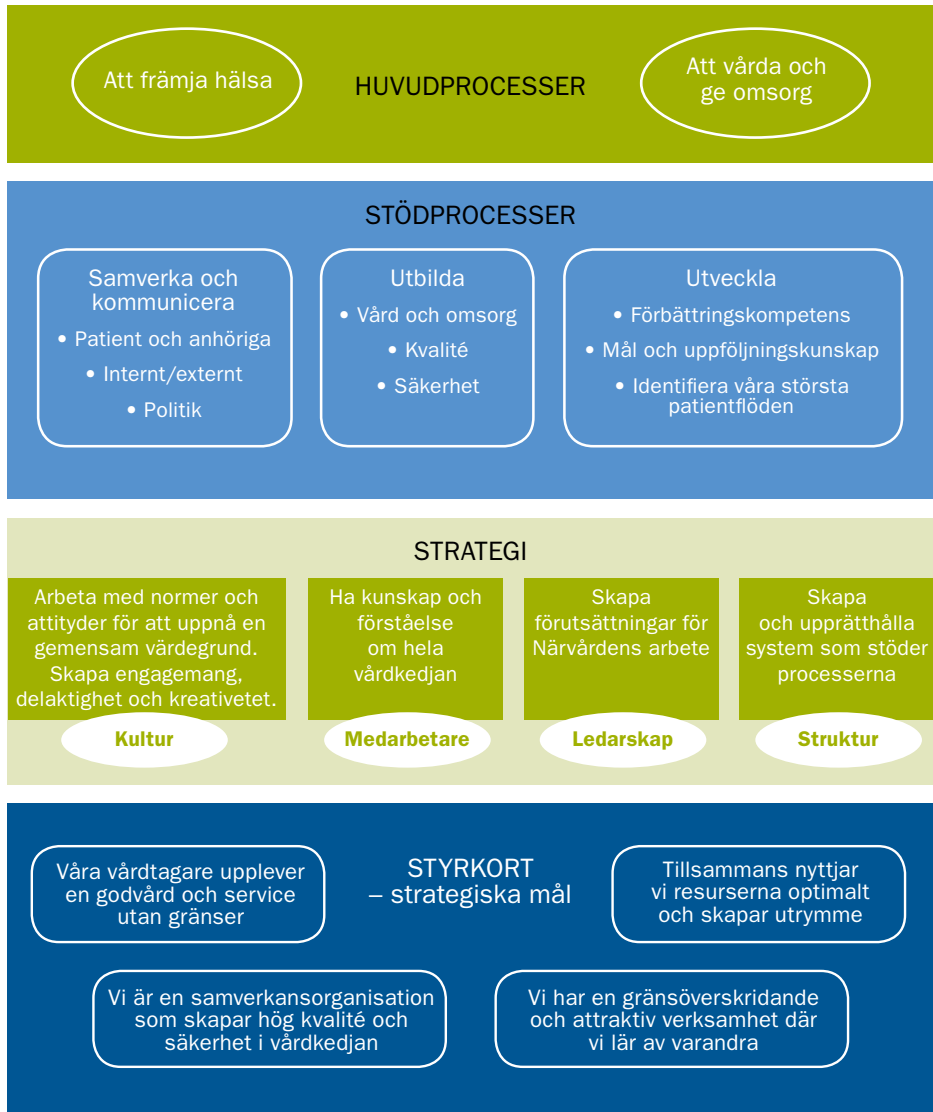 HUVUDPROCESSER
Att främja hälsa
Att vårda och
ge omsorg
STÖDPROCESSER
Samverka och
kommunicera
• Patient och anhöriga
• Internt/externt
• Politik
Utbilda
• Vård och omsorg
• Kvalité
• Säkerhet
Utveckla
• Förbättringskompetens
• Mål och uppföljningskunskap
• Identifiera våra största
patientflöden
STRATEGI
Arbeta med normer och
attityder för att uppnå en
gemensam värdegrund.
Skapa engagemang,
delaktighet och kreativetet.
Kultur
Ha kunskap och
förståelse
om hela
vårdkedjan
Medarbetare
Skapa
förutsättningar för
Närvårdens arbete
Ledarskap
Skapa
och upprätthålla
system som stöder
processerna
Struktur
STYRKORT
– strategiska mål
Våra vårdtagare upplever
en godvård och service
utan gränser
Tillsammans nyttjar
vi resurserna optimalt
och skapar utrymme
Vi är en samverkansorganisation
som skapar hög kvalité och
säkerhet i vårdkedjan
Vi har en gränsöverskridande
och attraktiv verksamhet där
vi lär av varandra